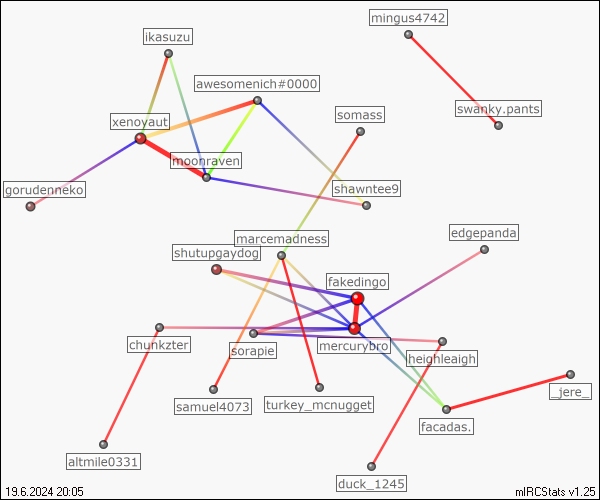 mingus4742
ikasuzu
awesomenich#0000
swanky.pants
somass
xenoyaut
moonraven
shawntee9
gorudenneko
edgepanda
marcemadness
shutupgaydog
fakedingo
mercurybro
chunkzter
sorapie
heighleaigh
_jere_
samuel4073
turkey_mcnugget
facadas.
altmile0331
duck_1245
19.6.2024 20:05
mIRCStats v1.25